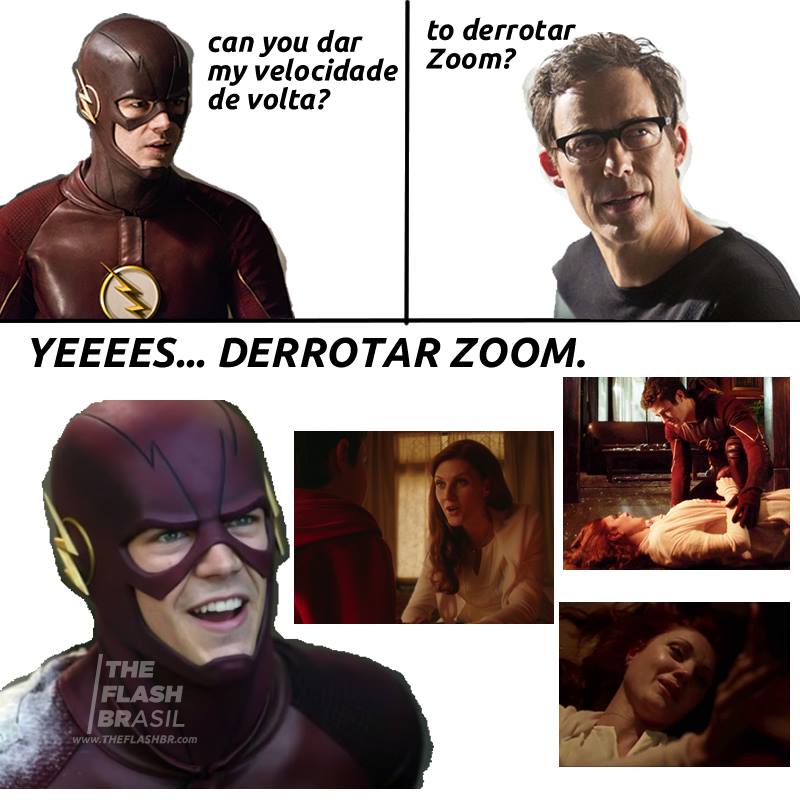 can you dar
my velocidade
de volta?
to derrotar
Zoom?
YEEEES... DERROTAR ZOOM.
THE
FLASH
BRASIL
www.THEFLASHBR.com